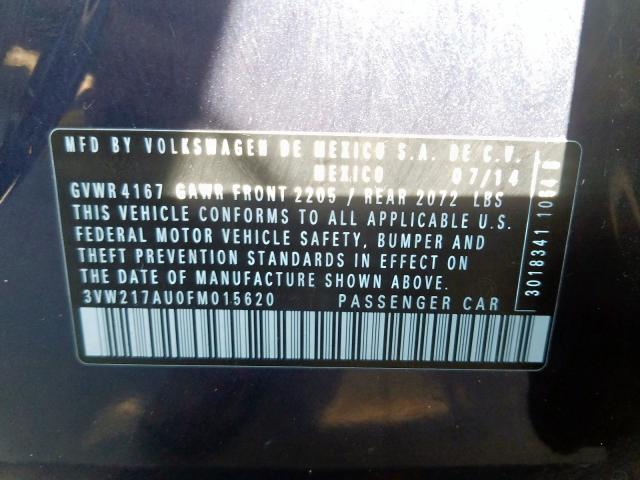 MFD BY VOLKSWAGEN DE MEXICO S.A. DE C.V.
MEXICO 07/14
GVWR 4167 GAWR FRONT 2205 / REAR 2072 LBS
THIS VEHICLE CONFORMS TO ALL APPLICABLE U.S.
FEDERAL MOTOR VEHICLE SAFETY, BUMPER AND
THEFT PREVENTION STANDARDS IN EFFECT ON
THE DATE OF MANUFACTURE SHOWN ABOVE.
3VW217AU0FM015620 PASSENGER CAR
3018341